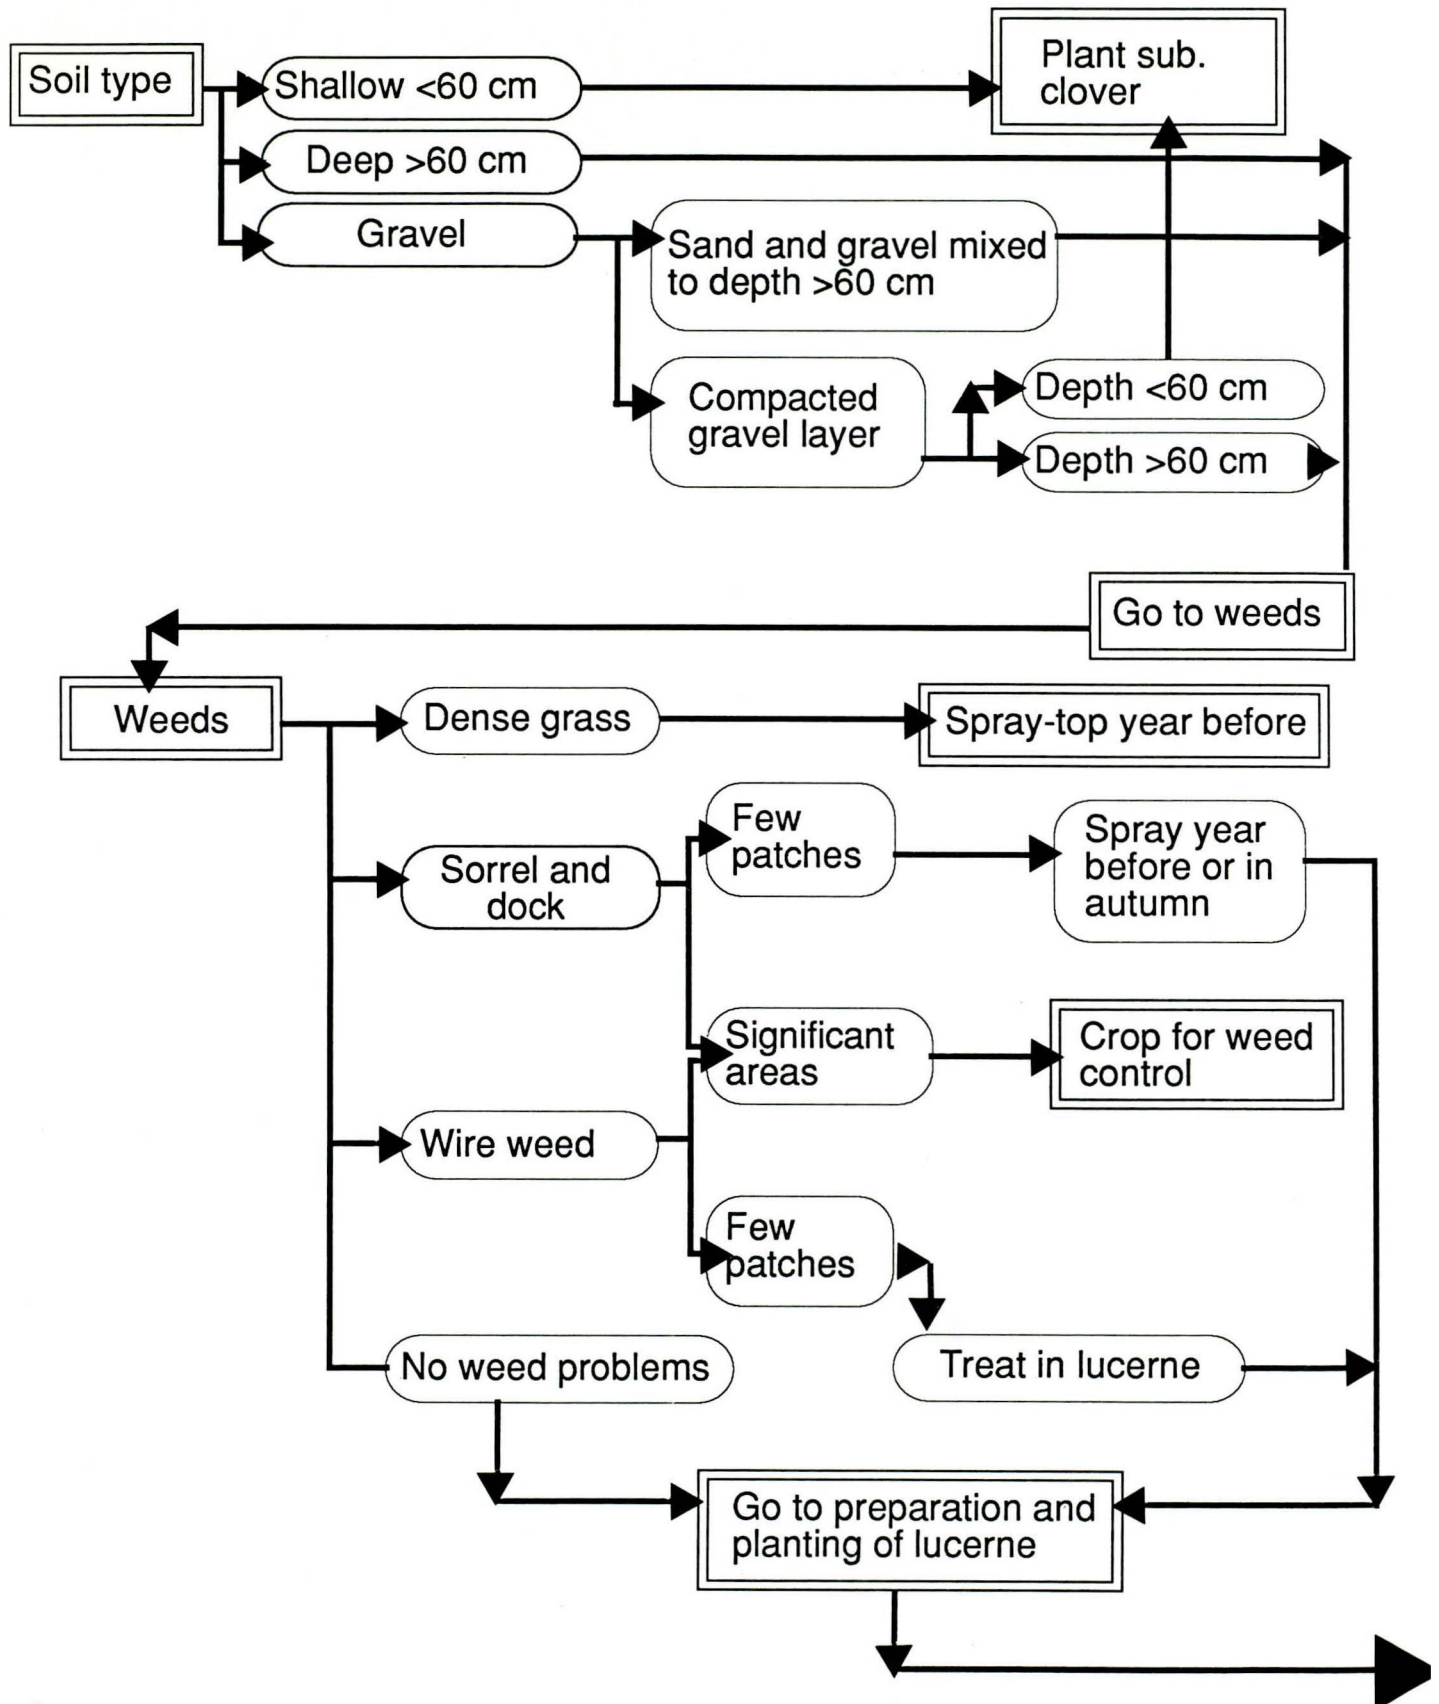 Soil type
Shallow <60 cm
Plant sub.
clover
Deep >60 cm
Gravel
Sand and gravel mixed
to depth >60 cm
Compacted
gravel layer
Depth <60 cm
Depth >60 cm
Go to weeds
Weeds
Dense grass
Spray-top year before
Few
patches
Spray year
before or in
autumn
Sorrel and
dock
Significant
areas
Crop for weed
control
Wire weed
Few
patches
No weed problems
Treat in lucerne
Go to preparation and
planting of lucerne